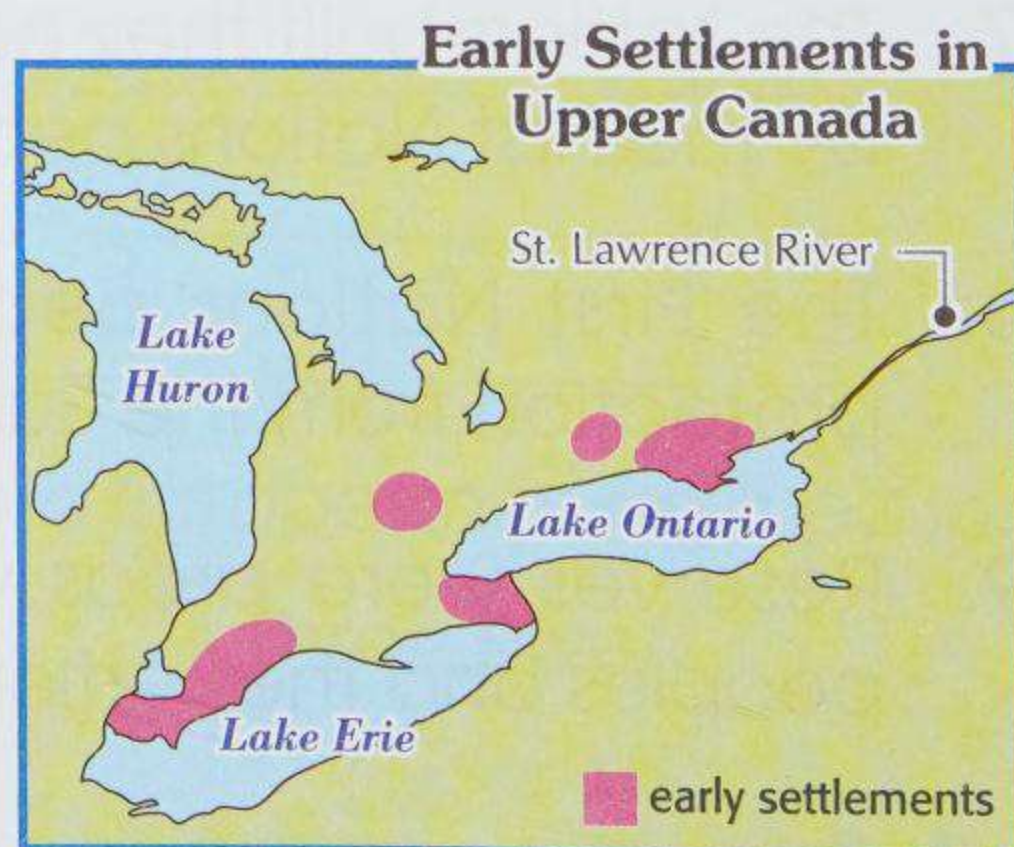 Early Settlements in
Upper Canada
St. Lawrence River
Lake
Huron
Lake Ontario
Lake Erie
early settlements